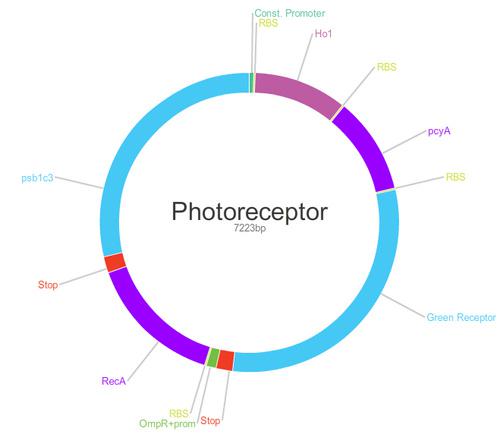 Const. Promoter
RBS
Ho1
RBS
pcyA
RBS
psb1c3
Photoreceptor
7223bp
Stop
Green Receptor
RecA
RBS
OmpR+prom
Stop